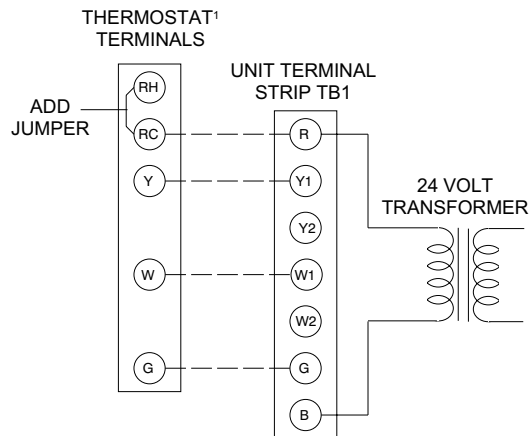 THERMOSTAT¹
TERMINALS
UNIT TERMINAL
STRIP TB1
ADD
JUMPER
RH
RC
Y
W
G
R
Y1
Y2
W1
W2
G
B
24 VOLT
TRANSFORMER